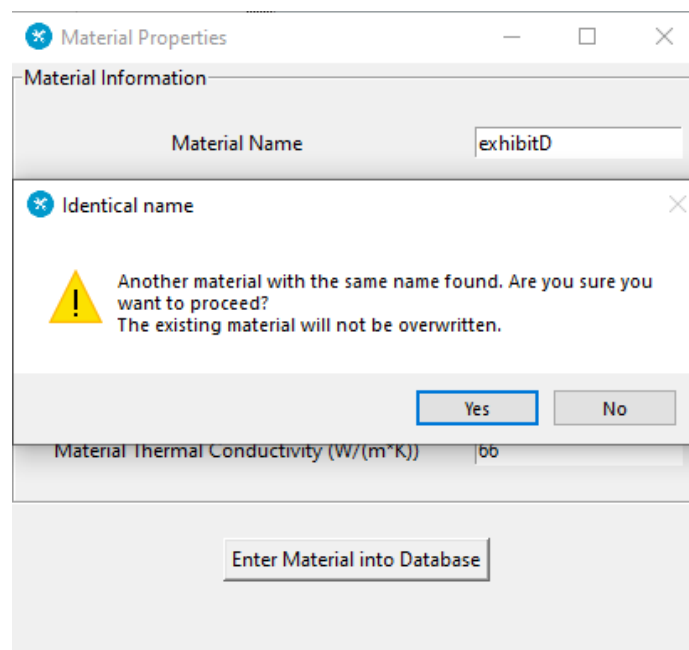 Material Properties
Material Information
Material Name
exhibitD
Identical name
Another material with the same name found. Are you sure you
want to proceed?
The existing material will not be overwritten.
Yes
No
Material Thermal Conductivity (W/(m*K))
66
Enter Material into Database